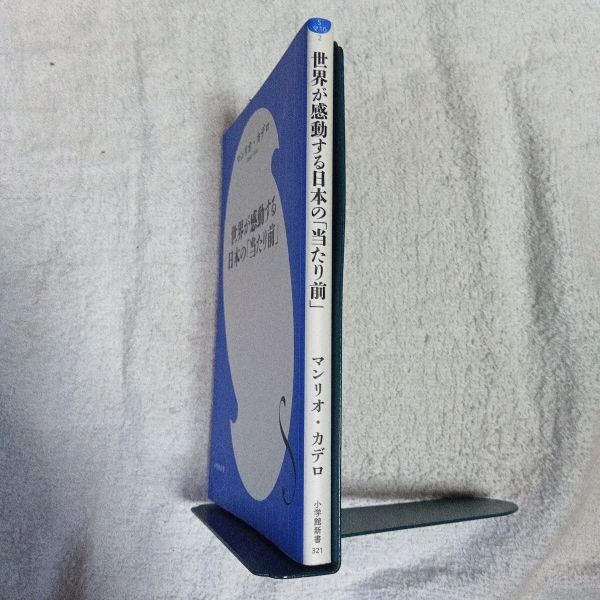 マンリオ・カデロ
世界が感動する
日本の「当たり前」
S
2
世界が感動する日本の「当たり前」
マンリオ・カデロ
小学館新書
321